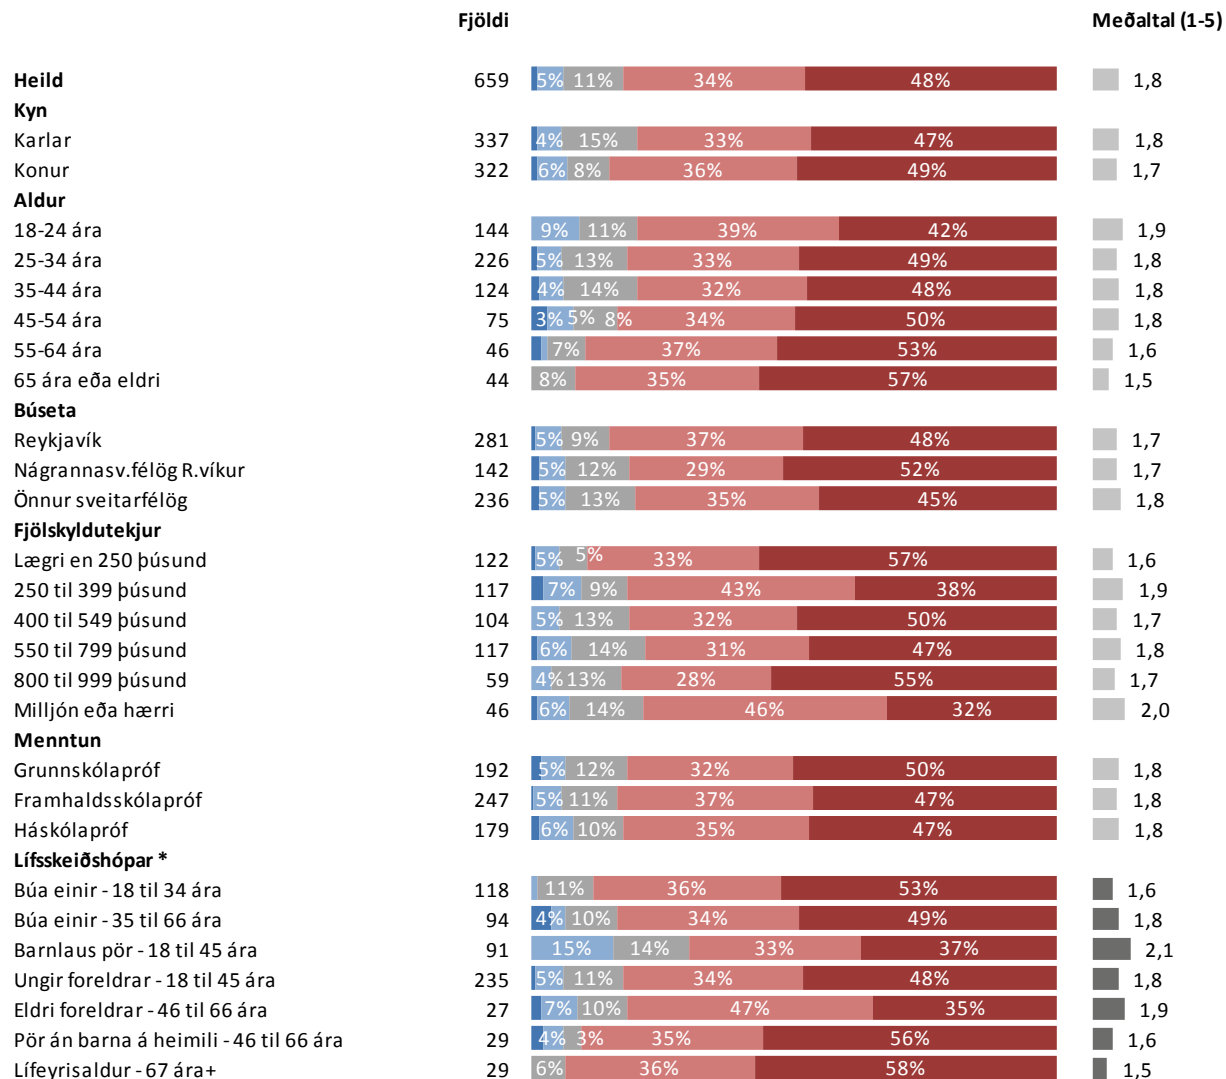 Fjöldi Meðaltal (1-5)
Heild 659 5% 11% 34% 48% 1,8
Kyn
Karlar 337 4% 15% 33% 47% 1,8
Konur 322 6% 8% 36% 49% 1,7
Aldur
18-24 ára 144 9% 11% 39% 42% 1,9
25-34 ára 226 5% 13% 33% 49% 1,8
35-44 ára 124 4% 14% 32% 48% 1,8
45-54 ára 75 3% 5% 8% 34% 50% 1,8
55-64 ára 46 7% 37% 53% 1,6
65 ára eða eldri 44 8% 35% 57% 1,5
Búseta
Reykjavík 281 5% 9% 37% 48% 1,7
Nágrannasv.félög R.víkur 142 5% 12% 29% 52% 1,7
Önnur sveitarfélög 236 5% 13% 35% 45% 1,8
Fjölskyldutekjur
Lægri en 250 þúsund 122 5% 5% 33% 57% 1,6
250 til 399 þúsund 117 7% 9% 43% 38% 1,9
400 til 549 þúsund 104 5% 13% 32% 50% 1,7
550 til 799 þúsund 117 6% 14% 31% 47% 1,8
800 til 999 þúsund 59 4% 13% 28% 55% 1,7
Milljón eða hærri 46 6% 14% 46% 32% 2,0
Menntun
Grunnskólapróf 192 5% 12% 32% 50% 1,8
Framhaldsskólapróf 247 5% 11% 37% 47% 1,8
Háskólapróf 179 6% 10% 35% 47% 1,8
Lífsskeiðshópar *
Búa einir - 18 til 34 ára 118 11% 36% 53% 1,6
Búa einir - 35 til 66 ára 94 4% 10% 34% 49% 1,8
Barnlaus pör - 18 til 45 ára 91 15% 14% 33% 37% 2,1
Ungir foreldrar - 18 til 45 ára 235 5% 11% 34% 48% 1,8
Eldri foreldrar - 46 til 66 ára 27 7% 10% 47% 35% 1,9
Pör án barna á heimili - 46 til 66 ára 29 4% 3% 35% 56% 1,6
Lífeyrisaldur - 67 ára+ 29 6% 36% 58% 1,5